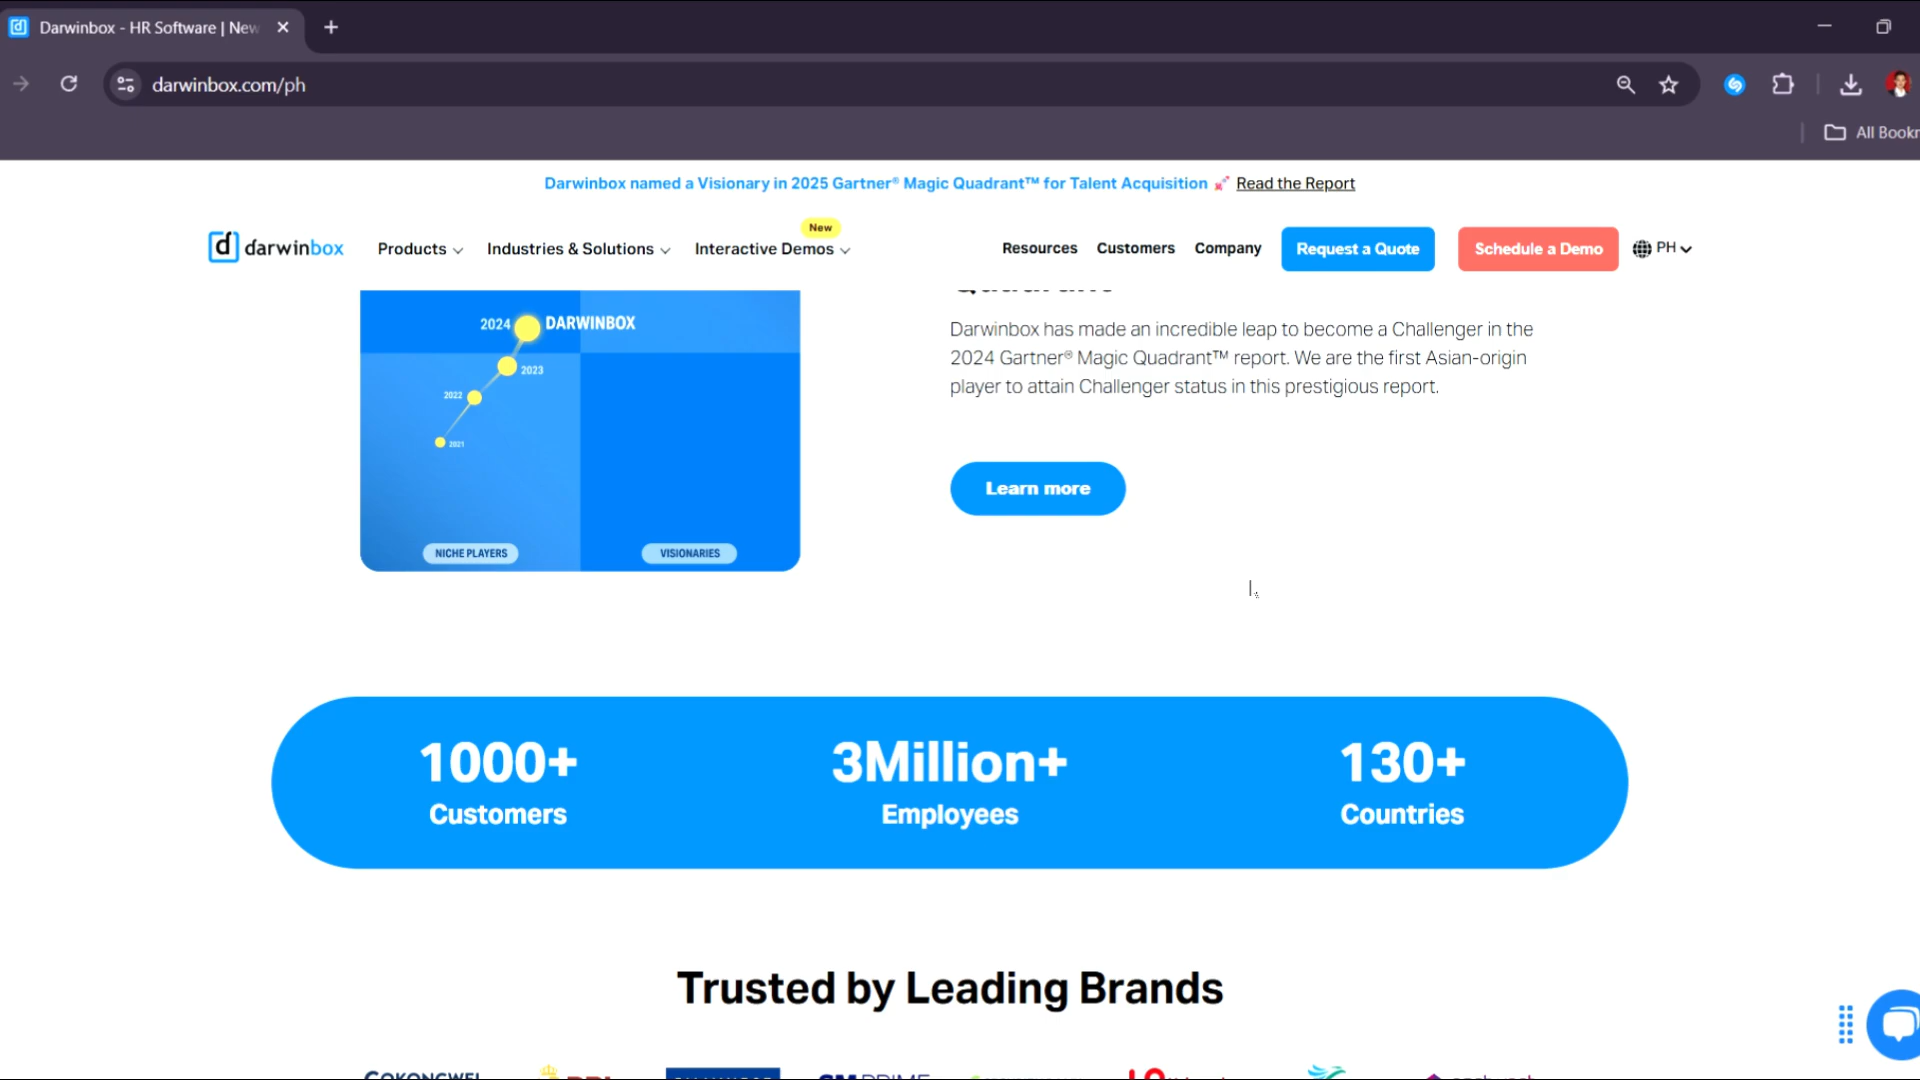 Darwinbox - HR Software | New
darwinbox.com/ph
All Bookr
Darwinbox named a Visionary in 2025 Gartner® Magic Quadrant™ for Talent Acquisition 🚀 Read the Report
darwinbox
Products
Industries & Solutions
New
Interactive Demos
Resources
Customers
Company
Request a Quote
Schedule a Demo
PH
2024 DARWINBOX
2023
2022
2021
NICHE PLAYERS
VISIONARIES
Darwinbox has made an incredible leap to become a Challenger in the
2024 Gartner® Magic Quadrant™ report. We are the first Asian-origin
player to attain Challenger status in this prestigious report.
Learn more
1000+
Customers
3Million+
Employees
130+
Countries
Trusted by Leading Brands